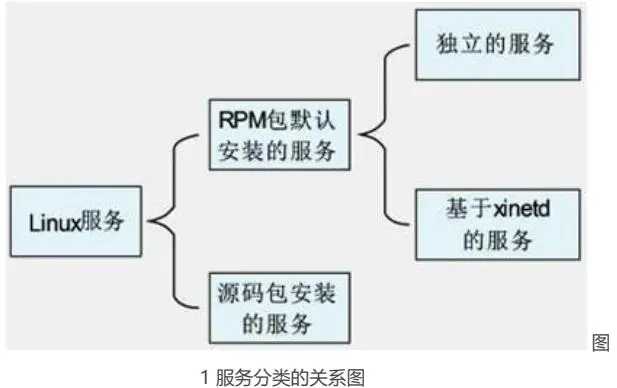 独立的服务
RPM包默认
安装的服务
Linux服务
基于xinetd
的服务
源码包安装
的服务
图
1 服务分类的关系图